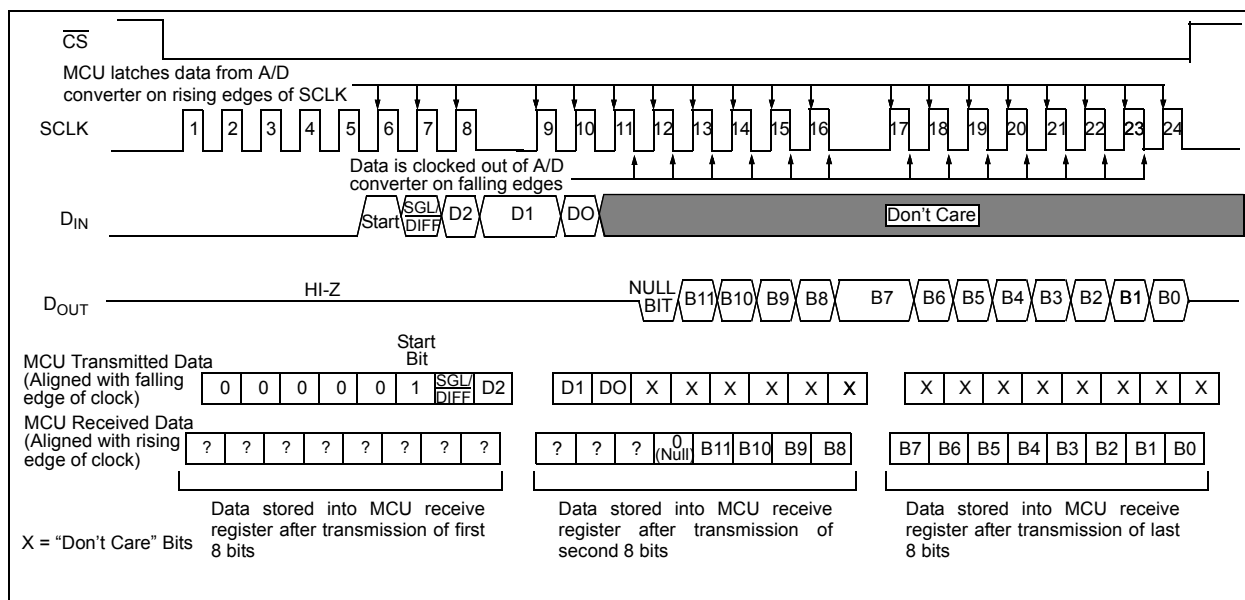 CS
MCU latches data from A/D
converter on rising edges of SCLK
SCLK
1 2 3 4 5 6 7 8 9 10 11 12 13 14 15 16 17 18 19 20 21 22 23 24
Data is clocked out of A/D
converter on falling edges
DIN
Start SGL/DIFF D2 D1 DO Don't Care
DOUT
HI-Z
NULL
BIT B11 B10 B9 B8 B7 B6 B5 B4 B3 B2 B1 B0
Start
Bit
MCU Transmitted Data
(Aligned with falling
edge of clock)
0 0 0 0 0 1 SGL/DIFF D2 D1 DO X X X X X X X X X X X X X X
MCU Received Data
(Aligned with rising
edge of clock)
? ? ? ? ? ? ? ? ? ? ? 0 (Null) B11 B10 B9 B8 B7 B6 B5 B4 B3 B2 B1 B0
Data stored into MCU receive
register after transmission of first
8 bits
Data stored into MCU receive
register after transmission of
second 8 bits
Data stored into MCU receive
register after transmission of last
8 bits
X = “Don’t Care” Bits